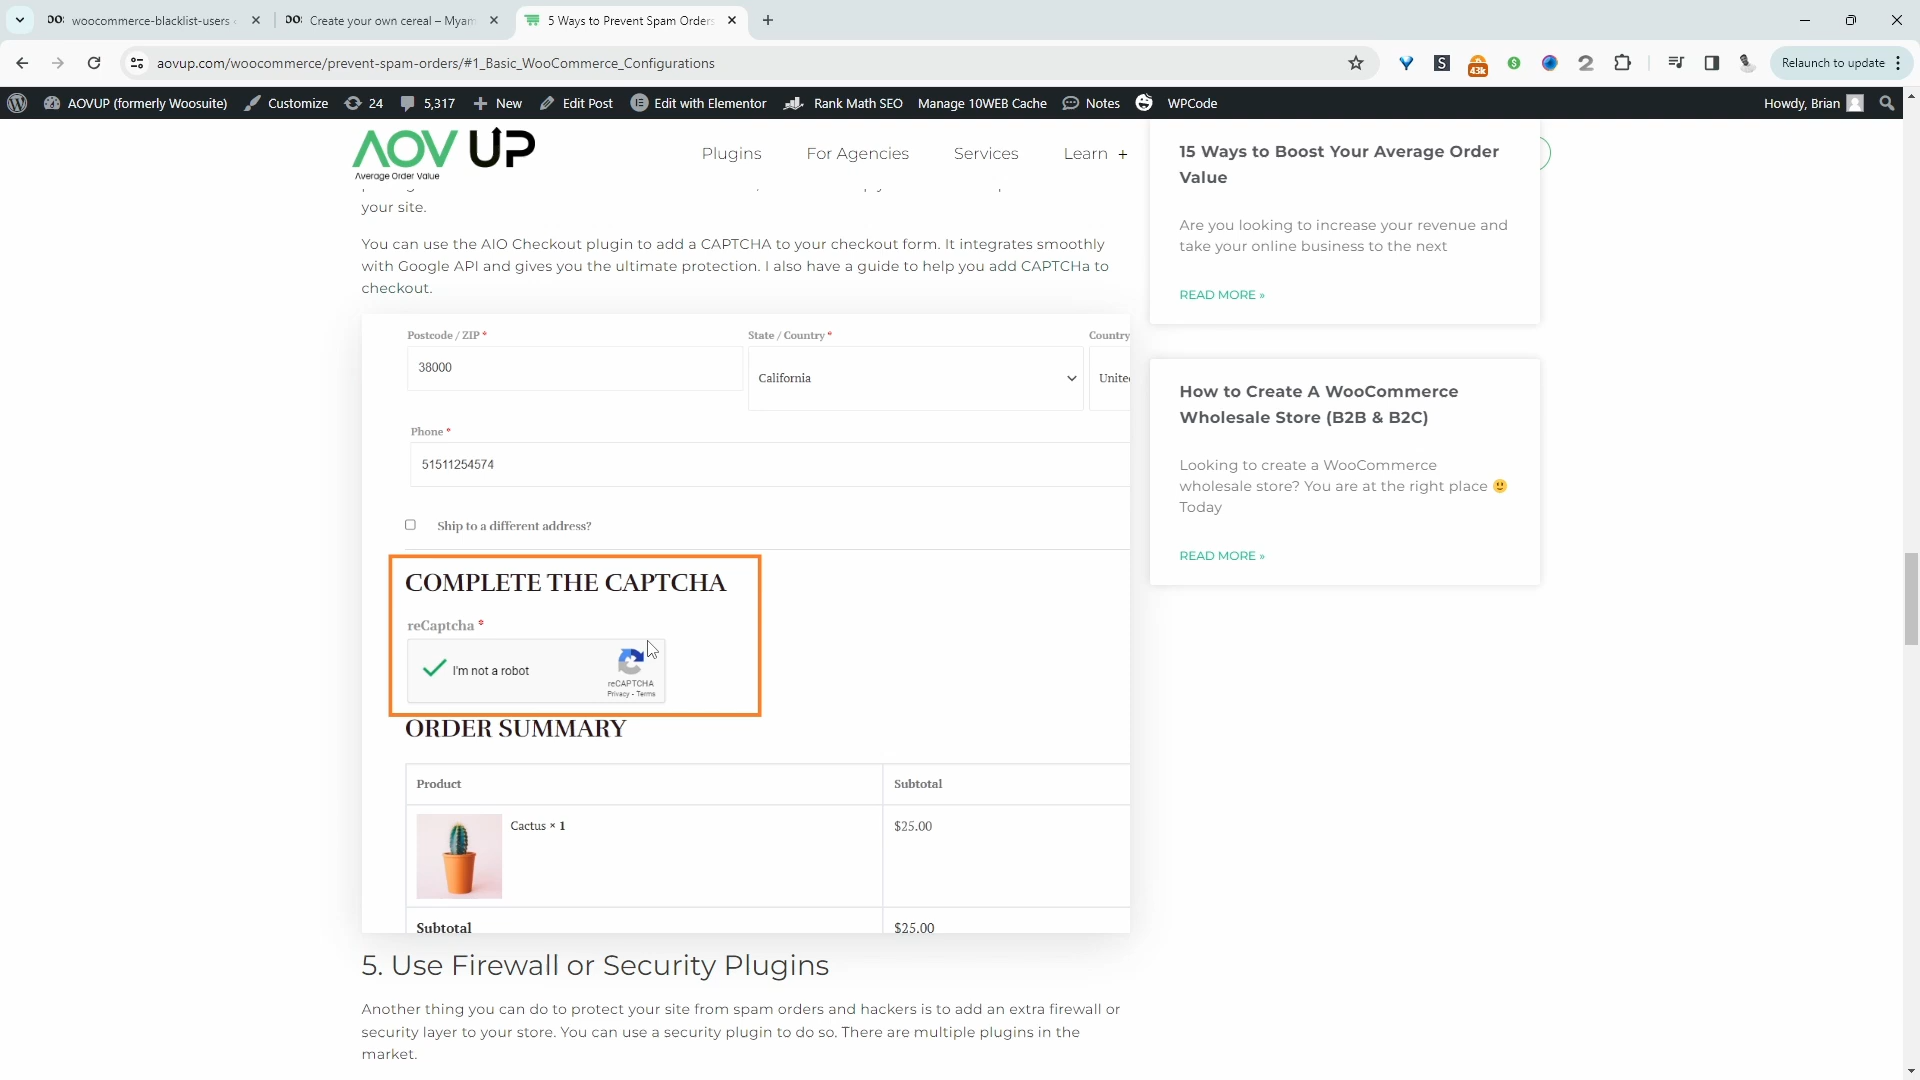 woocommerce-blacklist-users
Create your own cereal – Myam
5 Ways to Prevent Spam Orders
aovup.com/woocommerce/prevent-spam-orders/#1_Basic_WooCommerce_Configurations
S
43k
Relaunch to update
AOVUP (formerly Woosuite)
Customize
24
5,317
New
Edit Post
Edit with Elementor
Rank Math SEO
Manage 10WEB Cache
Notes
WPCode
Howdy, Brian
AOV UP
Average Order Value
Plugins
For Agencies
Services
Learn +
your site.
You can use the AIO Checkout plugin to add a CAPTCHA to your checkout form. It integrates smoothly
with Google API and gives you the ultimate protection. I also have a guide to help you add CAPTCHa to
checkout.
Postcode / ZIP *
State / Country *
Country
38000
California
Unite
Phone *
51511254574
Ship to a different address?
COMPLETE THE CAPTCHA
reCaptcha *
I'm not a robot
reCAPTCHA
Privacy - Terms
ORDER SUMMARY
Product
Subtotal
Cactus × 1
$25.00
Subtotal
$25.00
5. Use Firewall or Security Plugins
Another thing you can do to protect your site from spam orders and hackers is to add an extra firewall or
security layer to your store. You can use a security plugin to do so. There are multiple plugins in the
market.
15 Ways to Boost Your Average Order
Value
Are you looking to increase your revenue and
take your online business to the next
READ MORE »
How to Create A WooCommerce
Wholesale Store (B2B & B2C)
Looking to create a WooCommerce
wholesale store? You are at the right place 🙂
Today
READ MORE »